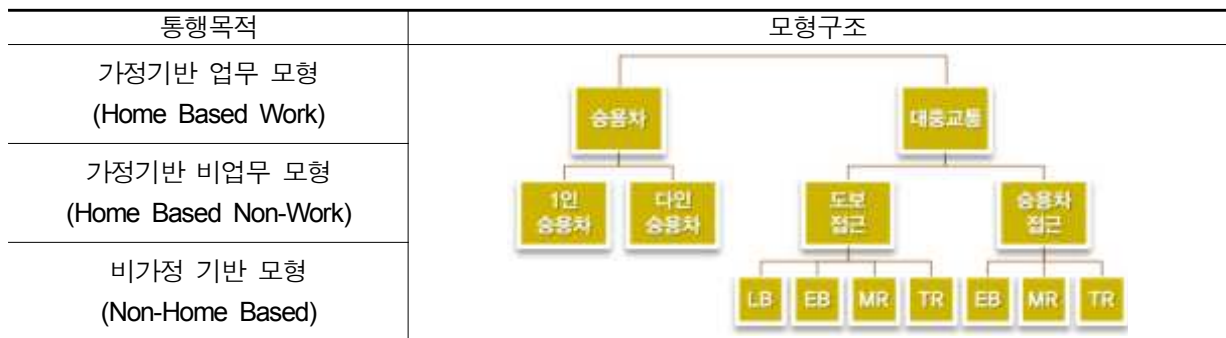 통행목적 모형구조
가정기반 업무 모형
(Home Based Work)
가정기반 비업무 모형
(Home Based Non-Work)
비가정 기반 모형
(Non-Home Based)
승용차 대중교통
1인 다인 도보 승용차
승용차 승용차 접근 접근
LB EB MR TR EB MR TR